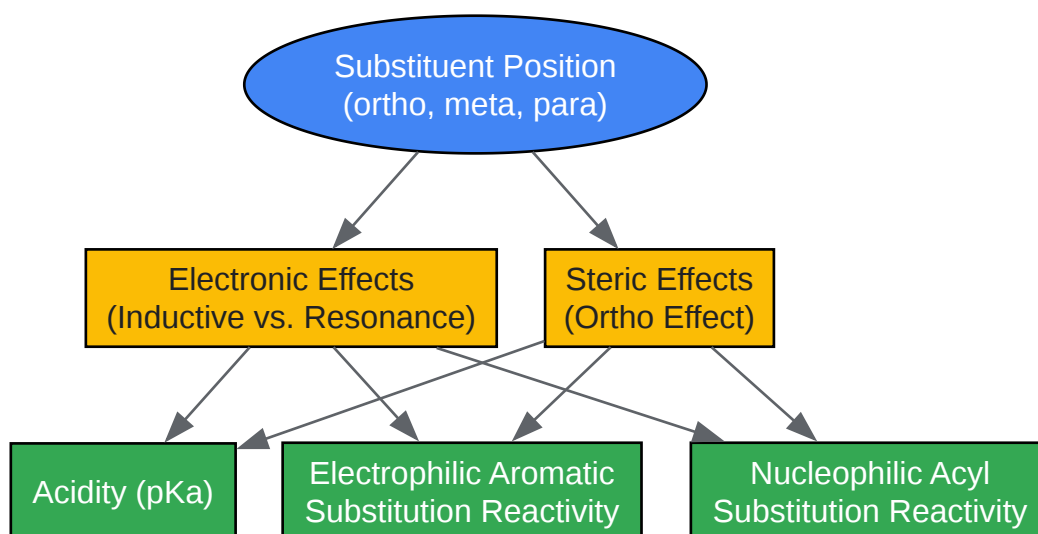 Substituent Position
(ortho, meta, para)
Electronic Effects
(Inductive vs. Resonance)
Steric Effects
(Ortho Effect)
Acidity (pKa)
Electrophilic Aromatic
Substitution Reactivity
Nucleophilic Acyl
Substitution Reactivity